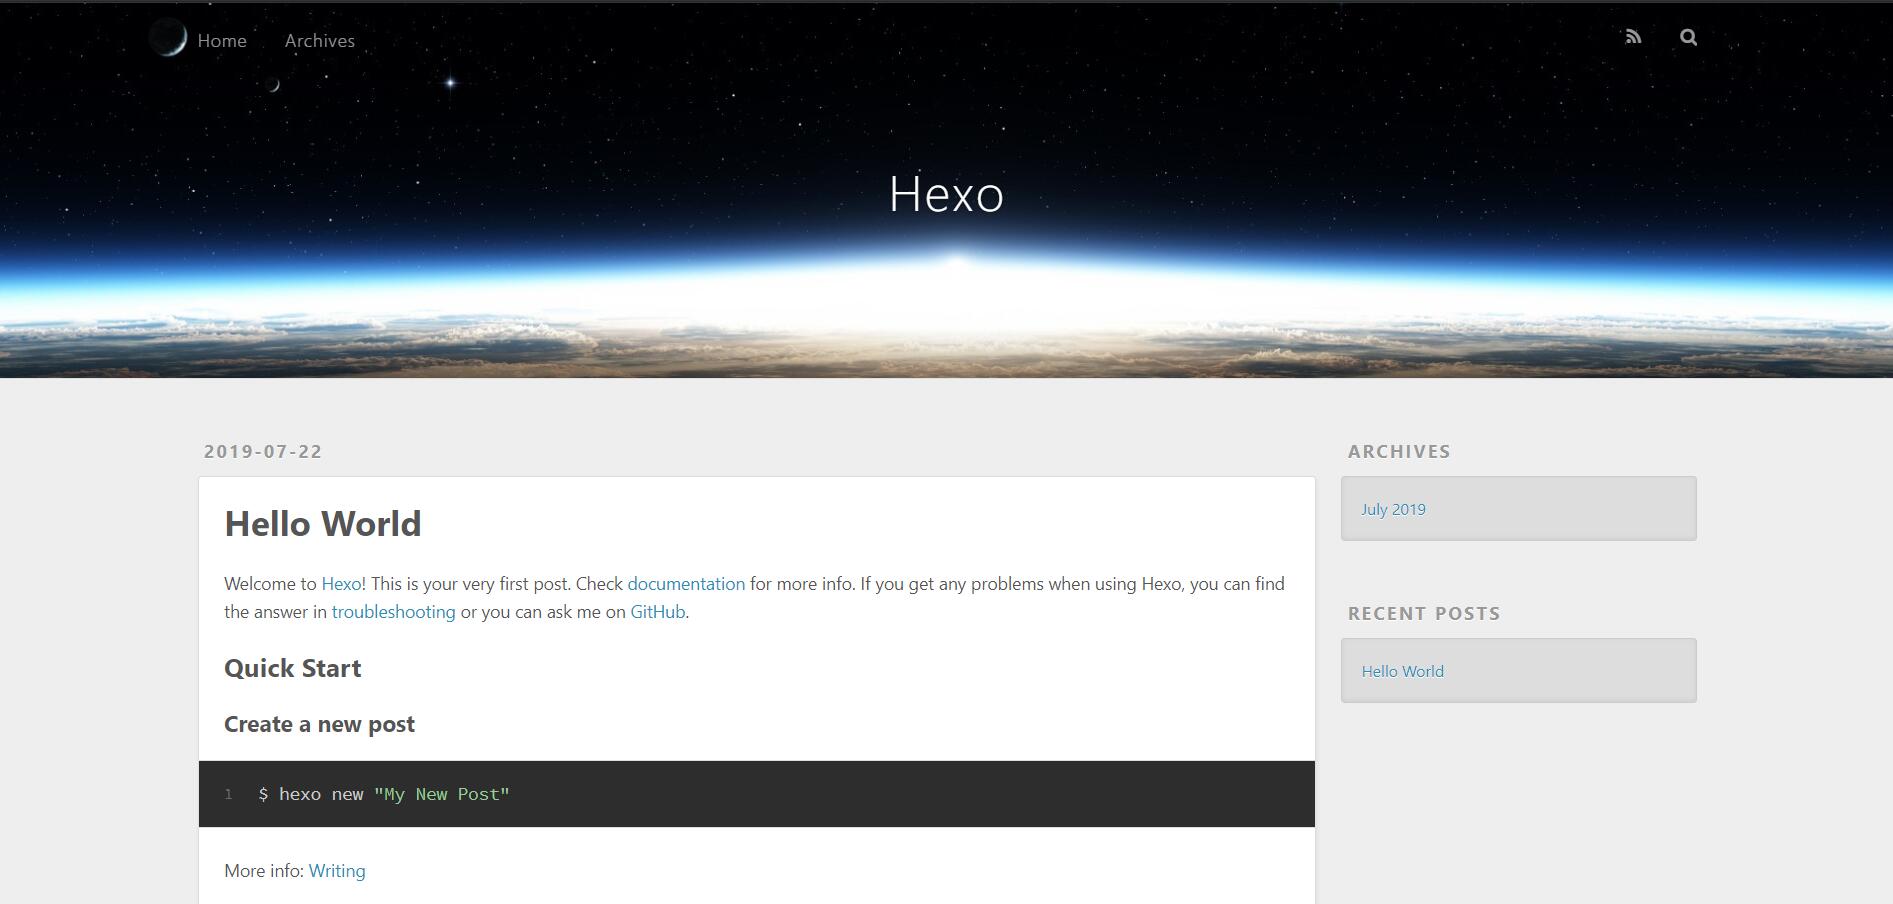 Home Archives
Hexo
2019-07-22
Hello World
Welcome to Hexo! This is your very first post. Check documentation for more info. If you get any problems when using Hexo, you can find
the answer in troubleshooting or you can ask me on GitHub.
Quick Start
Create a new post
1 $ hexo new "My New Post"
More info: Writing
ARCHIVES
July 2019
RECENT POSTS
Hello World